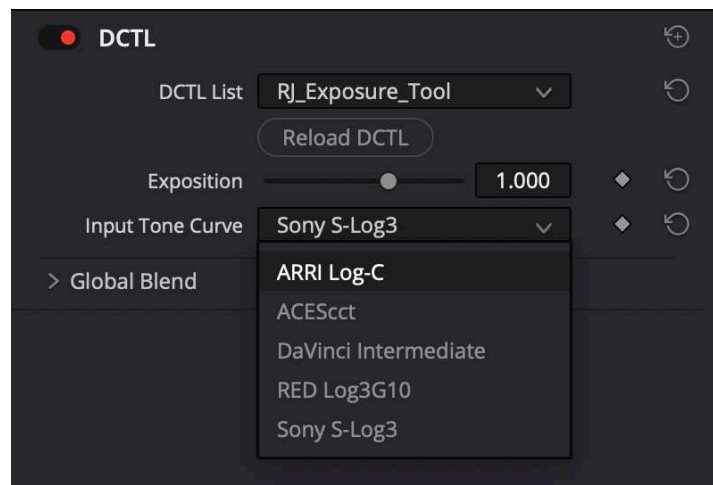 DCTL
DCTL List RJ_Exposure_Tool
Reload DCTL
Exposition 1.000
Input Tone Curve Sony S-Log3
Global Blend
ARRI Log-C
ACEScct
DaVinci Intermediate
RED Log3G10
Sony S-Log3